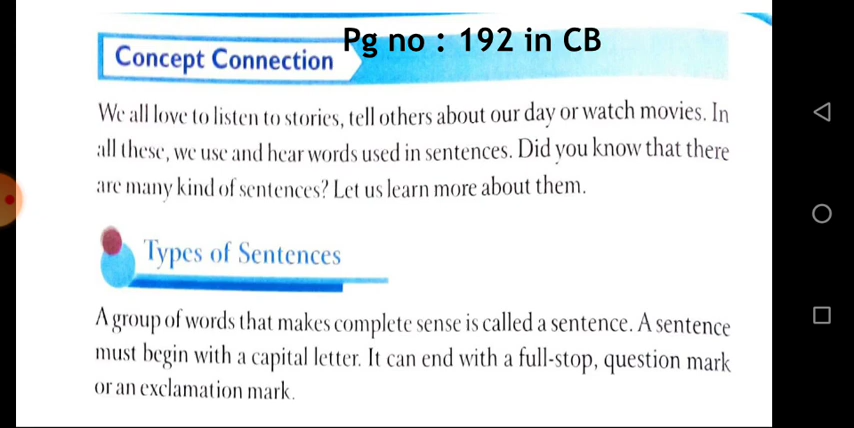 Pg no : 192 in CB
Concept Connection
We all love to listen to stories, tell others about our day or watch movies. In
all these, we use and hear words used in sentences. Did you know that there
are many kind of sentences? Let us learn more about them.
Types of Sentences
A group of words that makes complete sense is called a sentence. A sentence
must begin with a capital letter. It can end with a full-stop, question mark
or an exclamation mark.